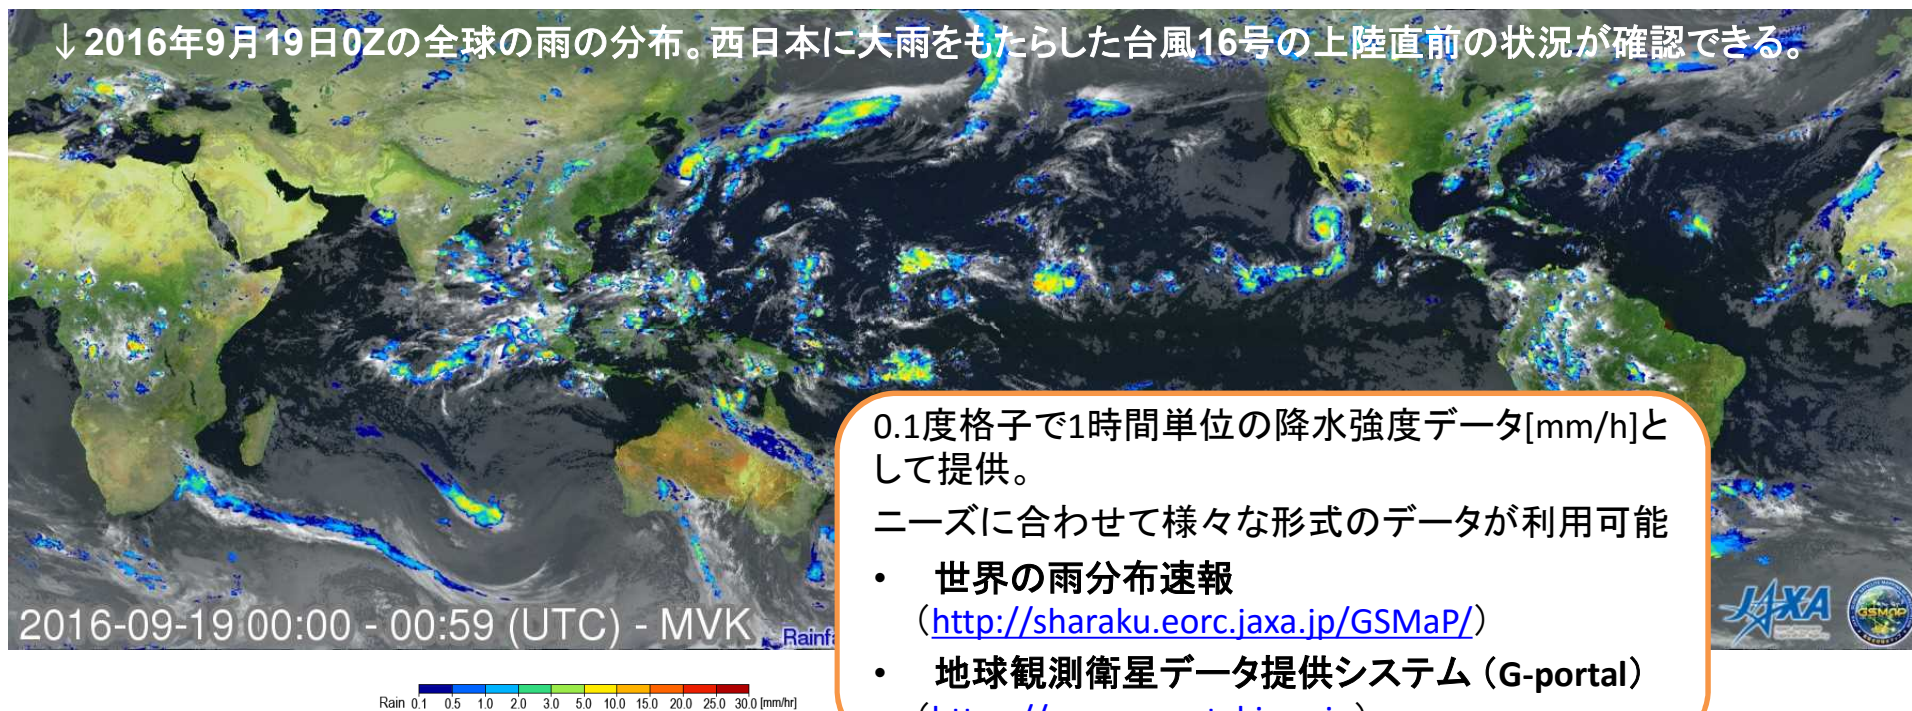 ↓2016年9月19日0Zの全球の雨の分布。西日本に大雨をもたらした台風16号の上陸直前の状況が確認できる。
0.1度格子で1時間単位の降水強度データ[mm/h]と
して提供。
ニーズに合わせて様々な形式のデータが利用可能
• 世界の雨分布速報
（http://sharaku.eorc.jaxa.jp/GSMaP/）
• 地球観測衛星データ提供システム（G-portal）
2016-09-19 00:00 - 00:59 (UTC) - MVK
JAXA
GSMaP
Rain 0.1 0.5 1.0 2.0 3.0 5.0 10.0 15.0 20.0 25.0 30.0 [mm/hr]